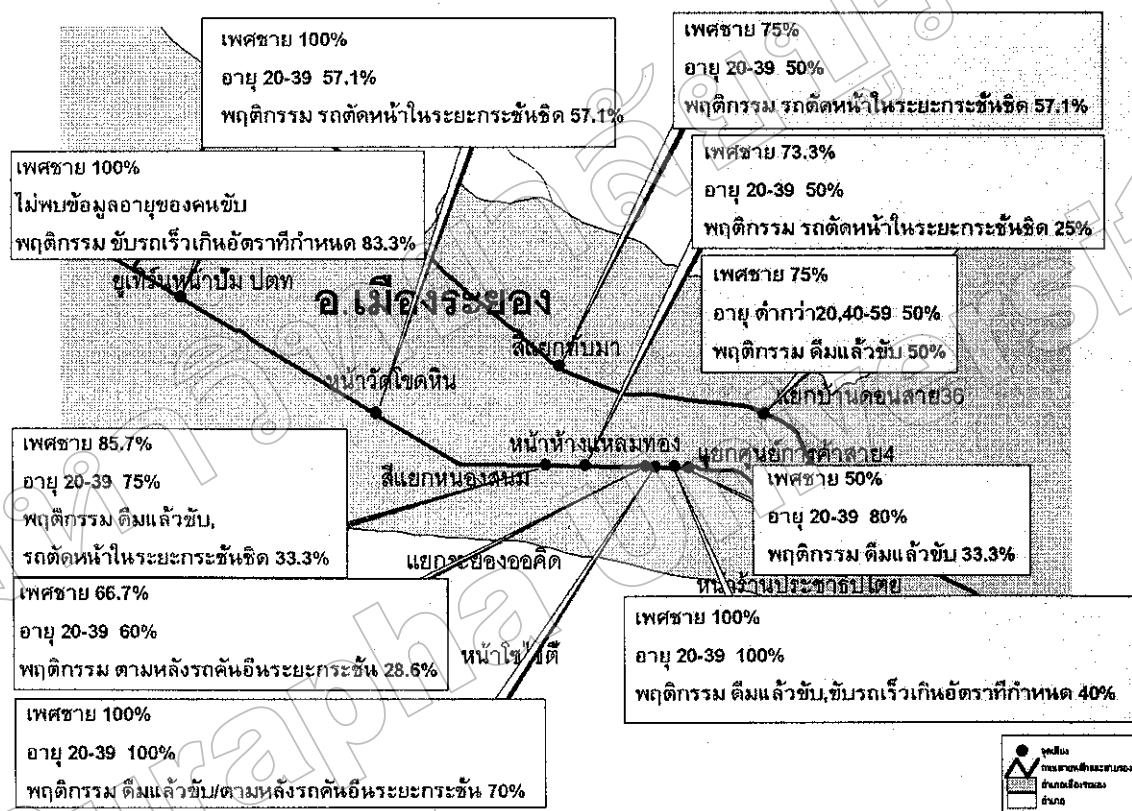 เพศชาย 100%
อายุ 20-39 57.1%
พฤติกรรม รถตัดหน้าในระยะกระชั้นชิด 57.1%
เพศชาย 75%
อายุ 20-39 50%
พฤติกรรม รถตัดหน้าในระยะกระชั้นชิด 57.1%
เพศชาย 100%
ไม่พบข้อมูลอายุของคนขับ
พฤติกรรม ขับรถเร็วเกินอัตราที่กำหนด 83.3%
เพศชาย 73.3%
อายุ 20-39 50%
พฤติกรรม รถตัดหน้าในระยะกระชั้นชิด 25%
ยูเทิร์นหน้าปั๊ม ปตท
อ.เมืองระยอง
เพศชาย 75%
อายุ ต่ำกว่า20,40-59 50%
พฤติกรรม ดื่มแล้วขับ 50%
สี่แยกทับมา
หน้าวัดโขดหิน
แยกบ้านดอนสาย36
เพศชาย 85.7%
อายุ 20-39 75%
พฤติกรรม ดื่มแล้วขับ,
รถตัดหน้าในระยะกระชั้นชิด 33.3%
หน้าห้างแหลมทอง
แยกศูนย์การค้าสาย4
สี่แยกหนองสนม
เพศชาย 50%
อายุ 20-39 80%
พฤติกรรม ดื่มแล้วขับ 33.3%
แยกระยองออคิด
หน้าร้านประชาธิปไตย
เพศชาย 66.7%
อายุ 20-39 60%
พฤติกรรม ตามหลังรถคันอื่นระยะกระชั้น 28.6%
หน้าโซไซตี้
เพศชาย 100%
อายุ 20-39 100%
พฤติกรรม ดื่มแล้วขับ,ขับรถเร็วเกินอัตราที่กำหนด 40%
เพศชาย 100%
อายุ 20-39 100%
พฤติกรรม ดื่มแล้วขับ/ตามหลังรถคันอื่นระยะกระชั้น 70%
จุดเสี่ยง
อำเภอเมืองระยอง
อำเภอ
Burapha University